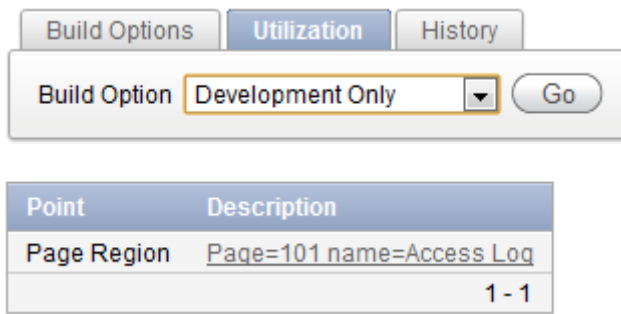 Build Options Utilization History
Build Option Development Only Go
Point Description
Page Region Page=101 name=Access Log
1 - 1